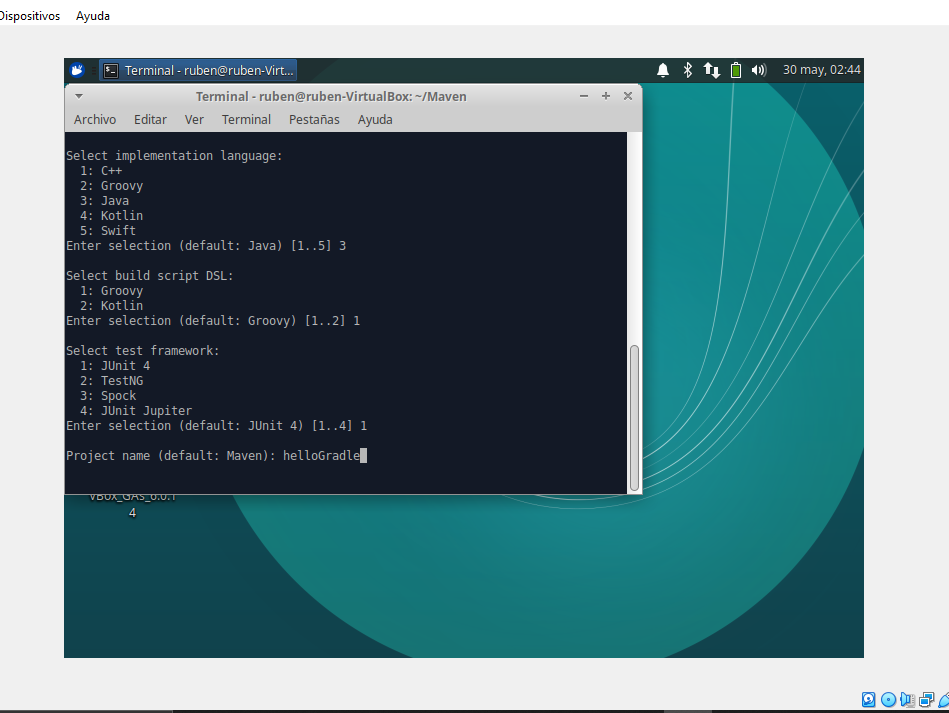 Dispositivos Ayuda
Terminal - ruben@ruben-Virt...
30 may, 02:44
Terminal - ruben@ruben-VirtualBox: ~/Maven
Archivo Editar Ver Terminal Pestañas Ayuda
Select implementation language:
1: C++
2: Groovy
3: Java
4: Kotlin
5: Swift
Enter selection (default: Java) [1..5] 3
Select build script DSL:
1: Groovy
2: Kotlin
Enter selection (default: Groovy) [1..2] 1
Select test framework:
1: JUnit 4
2: TestNG
3: Spock
4: JUnit Jupiter
Enter selection (default: JUnit 4) [1..4] 1
Project name (default: Maven): helloGradle
VBox_GAs_6.0.1
4